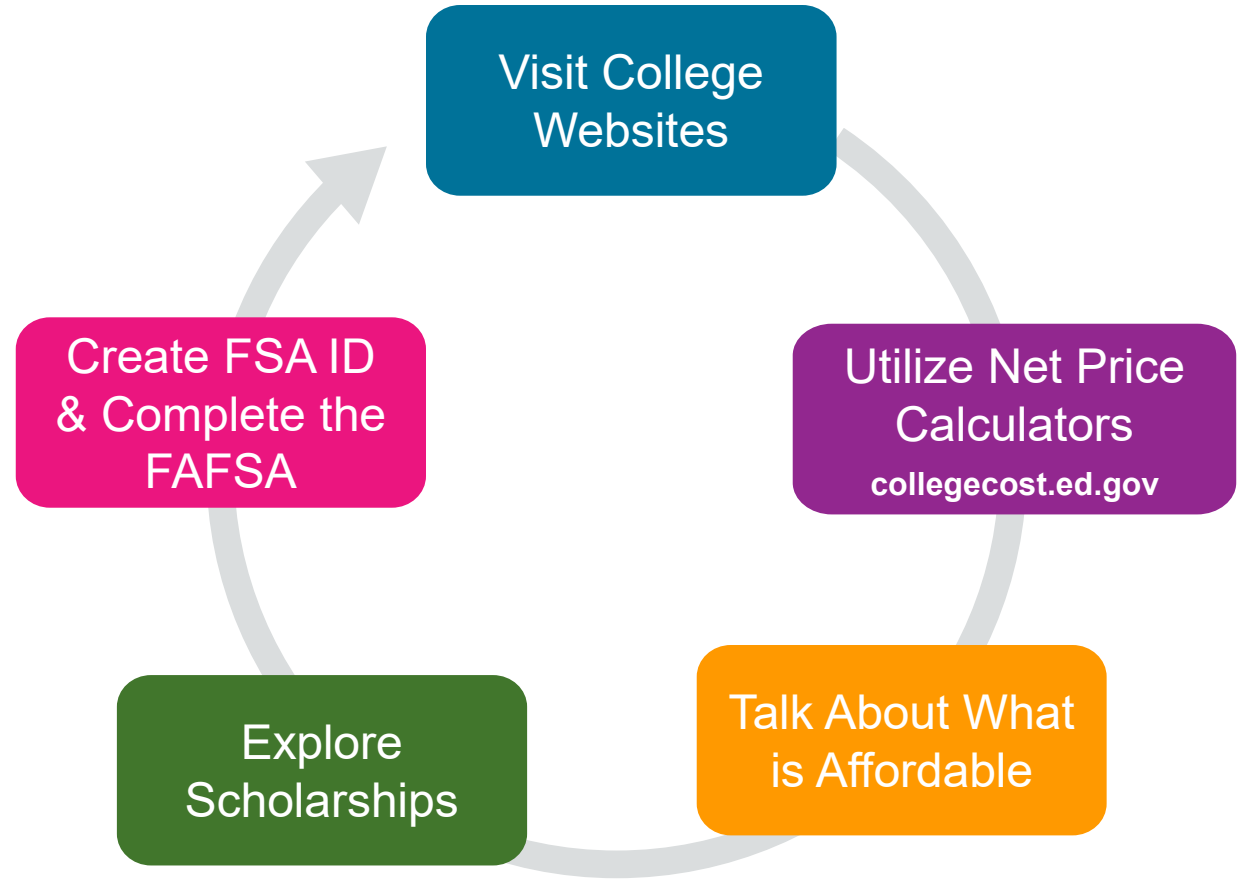 Visit College
Websites
Utilize Net Price
Calculators
collegecost.ed.gov
Talk About What
is Affordable
Explore
Scholarships
Create FSA ID
& Complete the
FAFSA